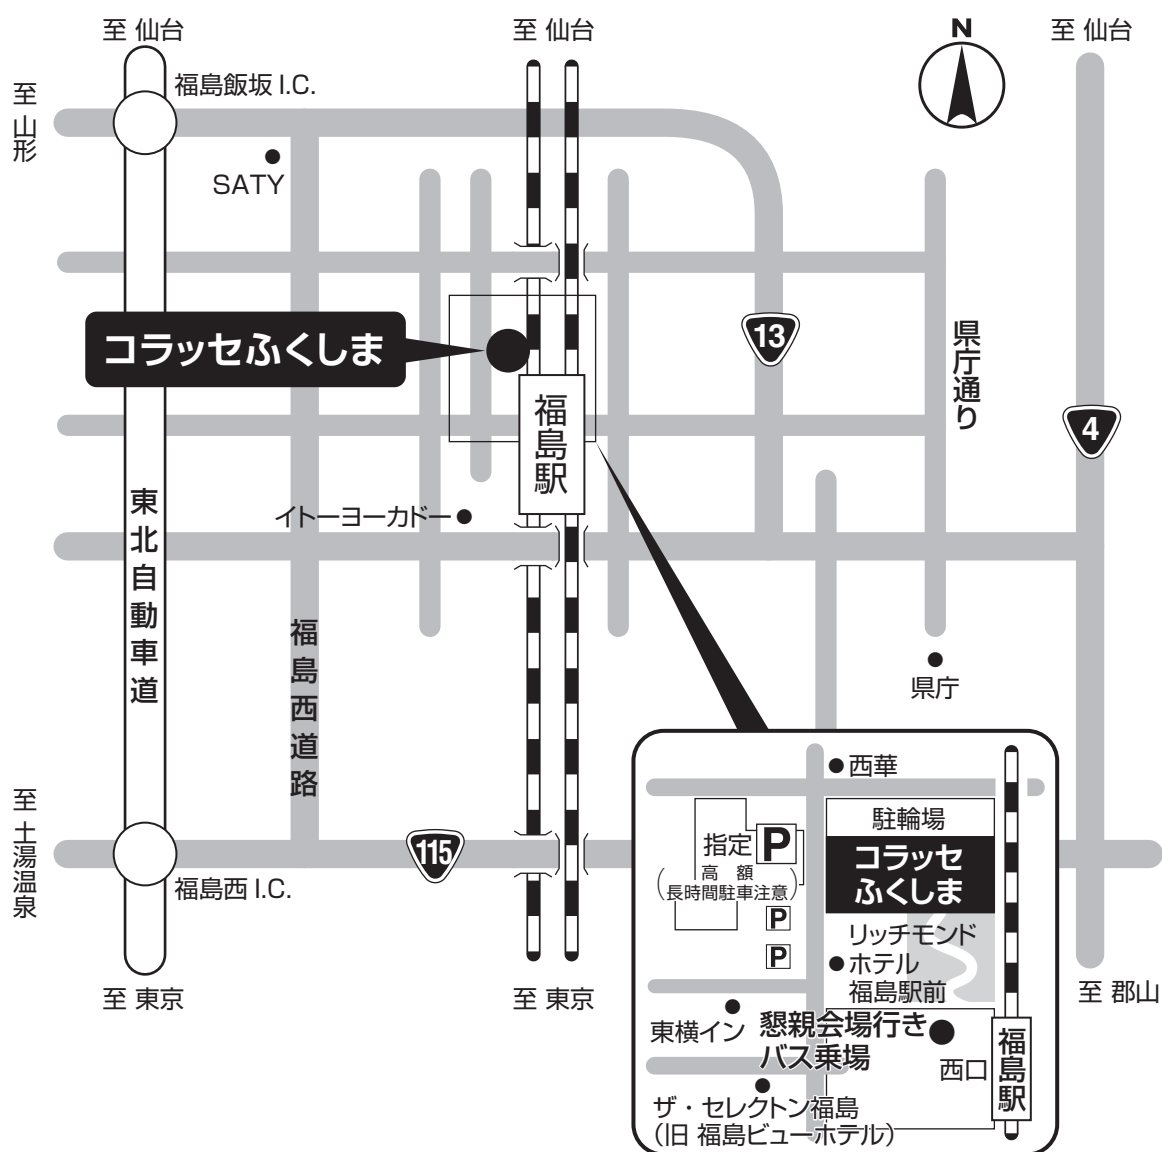 至 仙台
至 仙台
N
至 仙台
至 山形
福島飯坂 I.C.
SATY
コラッセふくしま
13
県庁通り
4
福島駅
イトーヨーカドー
東北自動車道
福島西道路
県庁
至 土湯温泉
115
福島西 I.C.
至 東京
至 東京
至 郡山
西華
駐輪場
指定 P
(高額
長時間駐車注意)
コラッセ
ふくしま
P
P
リッチモンド
ホテル
福島駅前
東横イン
懇親会場行き
バス乗場
西口
福島駅
ザ・セレクトン福島
(旧 福島ビューホテル)